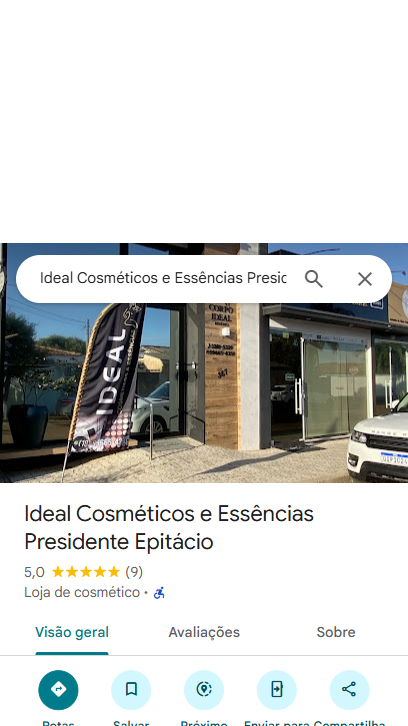 Ideal Cosméticos e Essências Presic
CORPO
IDEAL
IDEAL
Ideal Cosméticos e Essências
Presidente Epitácio
5,0 (9)
Loja de cosmético ·
Visão geral Avaliações Sobre
Rotas Salvar Próximo Enviar para Compartilha